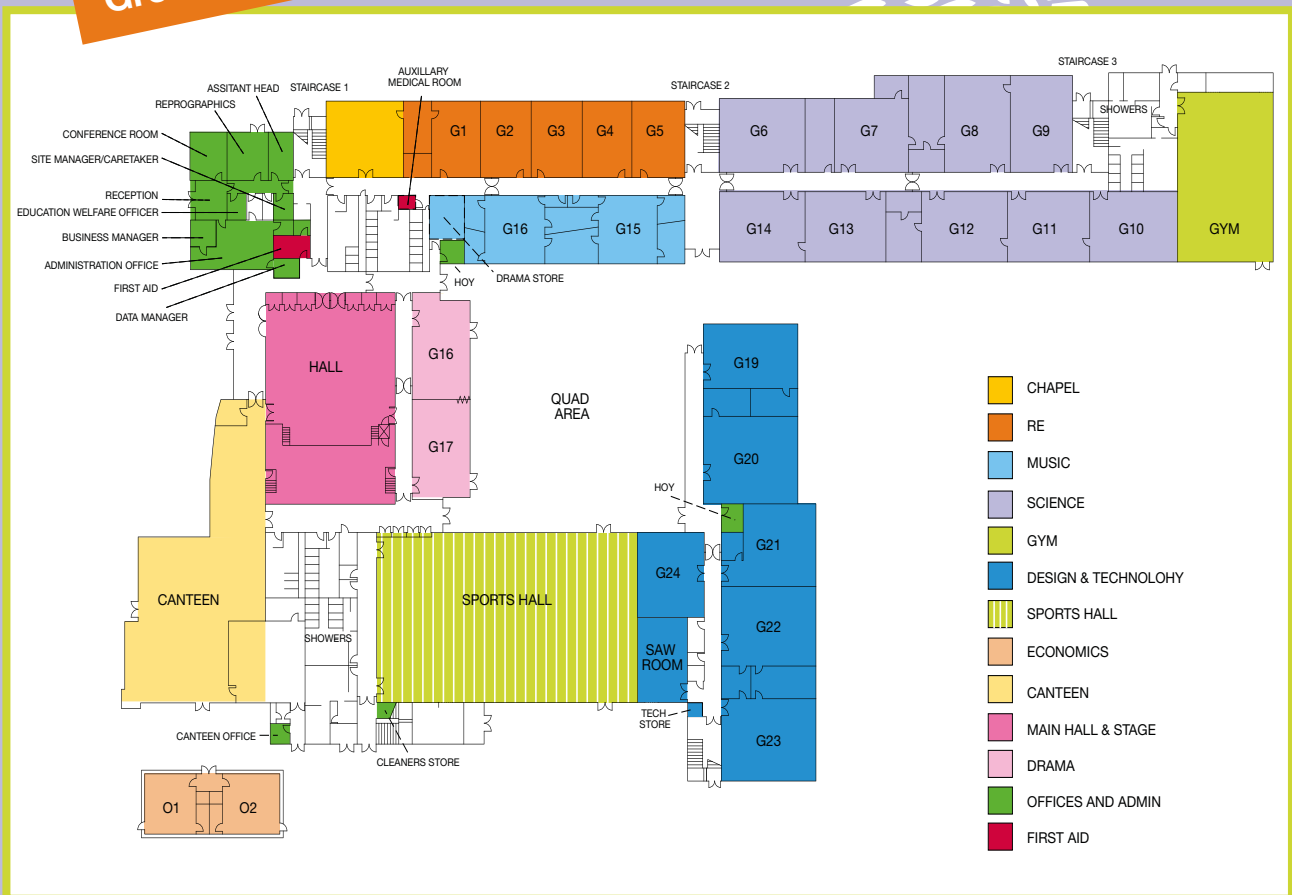 STAIRCASE 3
AUXILLARY
MEDICAL ROOM
STAIRCASE 1
STAIRCASE 2
ASSITANT HEAD
REPROGRAPHICS
CONFERENCE ROOM
SITE MANAGER/CARETAKER
RECEPTION
EDUCATION WELFARE OFFICER
BUSINESS MANAGER
ADMINISTRATION OFFICE
FIRST AID
DATA MANAGER
G1
G2
G3
G4
G5
G6
G7
G8
G9
SHOWERS
G16
G15
G14
G13
G12
G11
G10
GYM
HOY
DRAMA STORE
HALL
G16
G17
QUAD
AREA
G19
G20
HOY
G21
G24
G22
SAW
ROOM
G23
TECH
STORE
CANTEEN
SHOWERS
SPORTS HALL
CANTEEN OFFICE
CLEANERS STORE
O1
O2
CHAPEL
RE
MUSIC
SCIENCE
GYM
DESIGN & TECHNOLOHY
SPORTS HALL
ECONOMICS
CANTEEN
MAIN HALL & STAGE
DRAMA
OFFICES AND ADMIN
FIRST AID